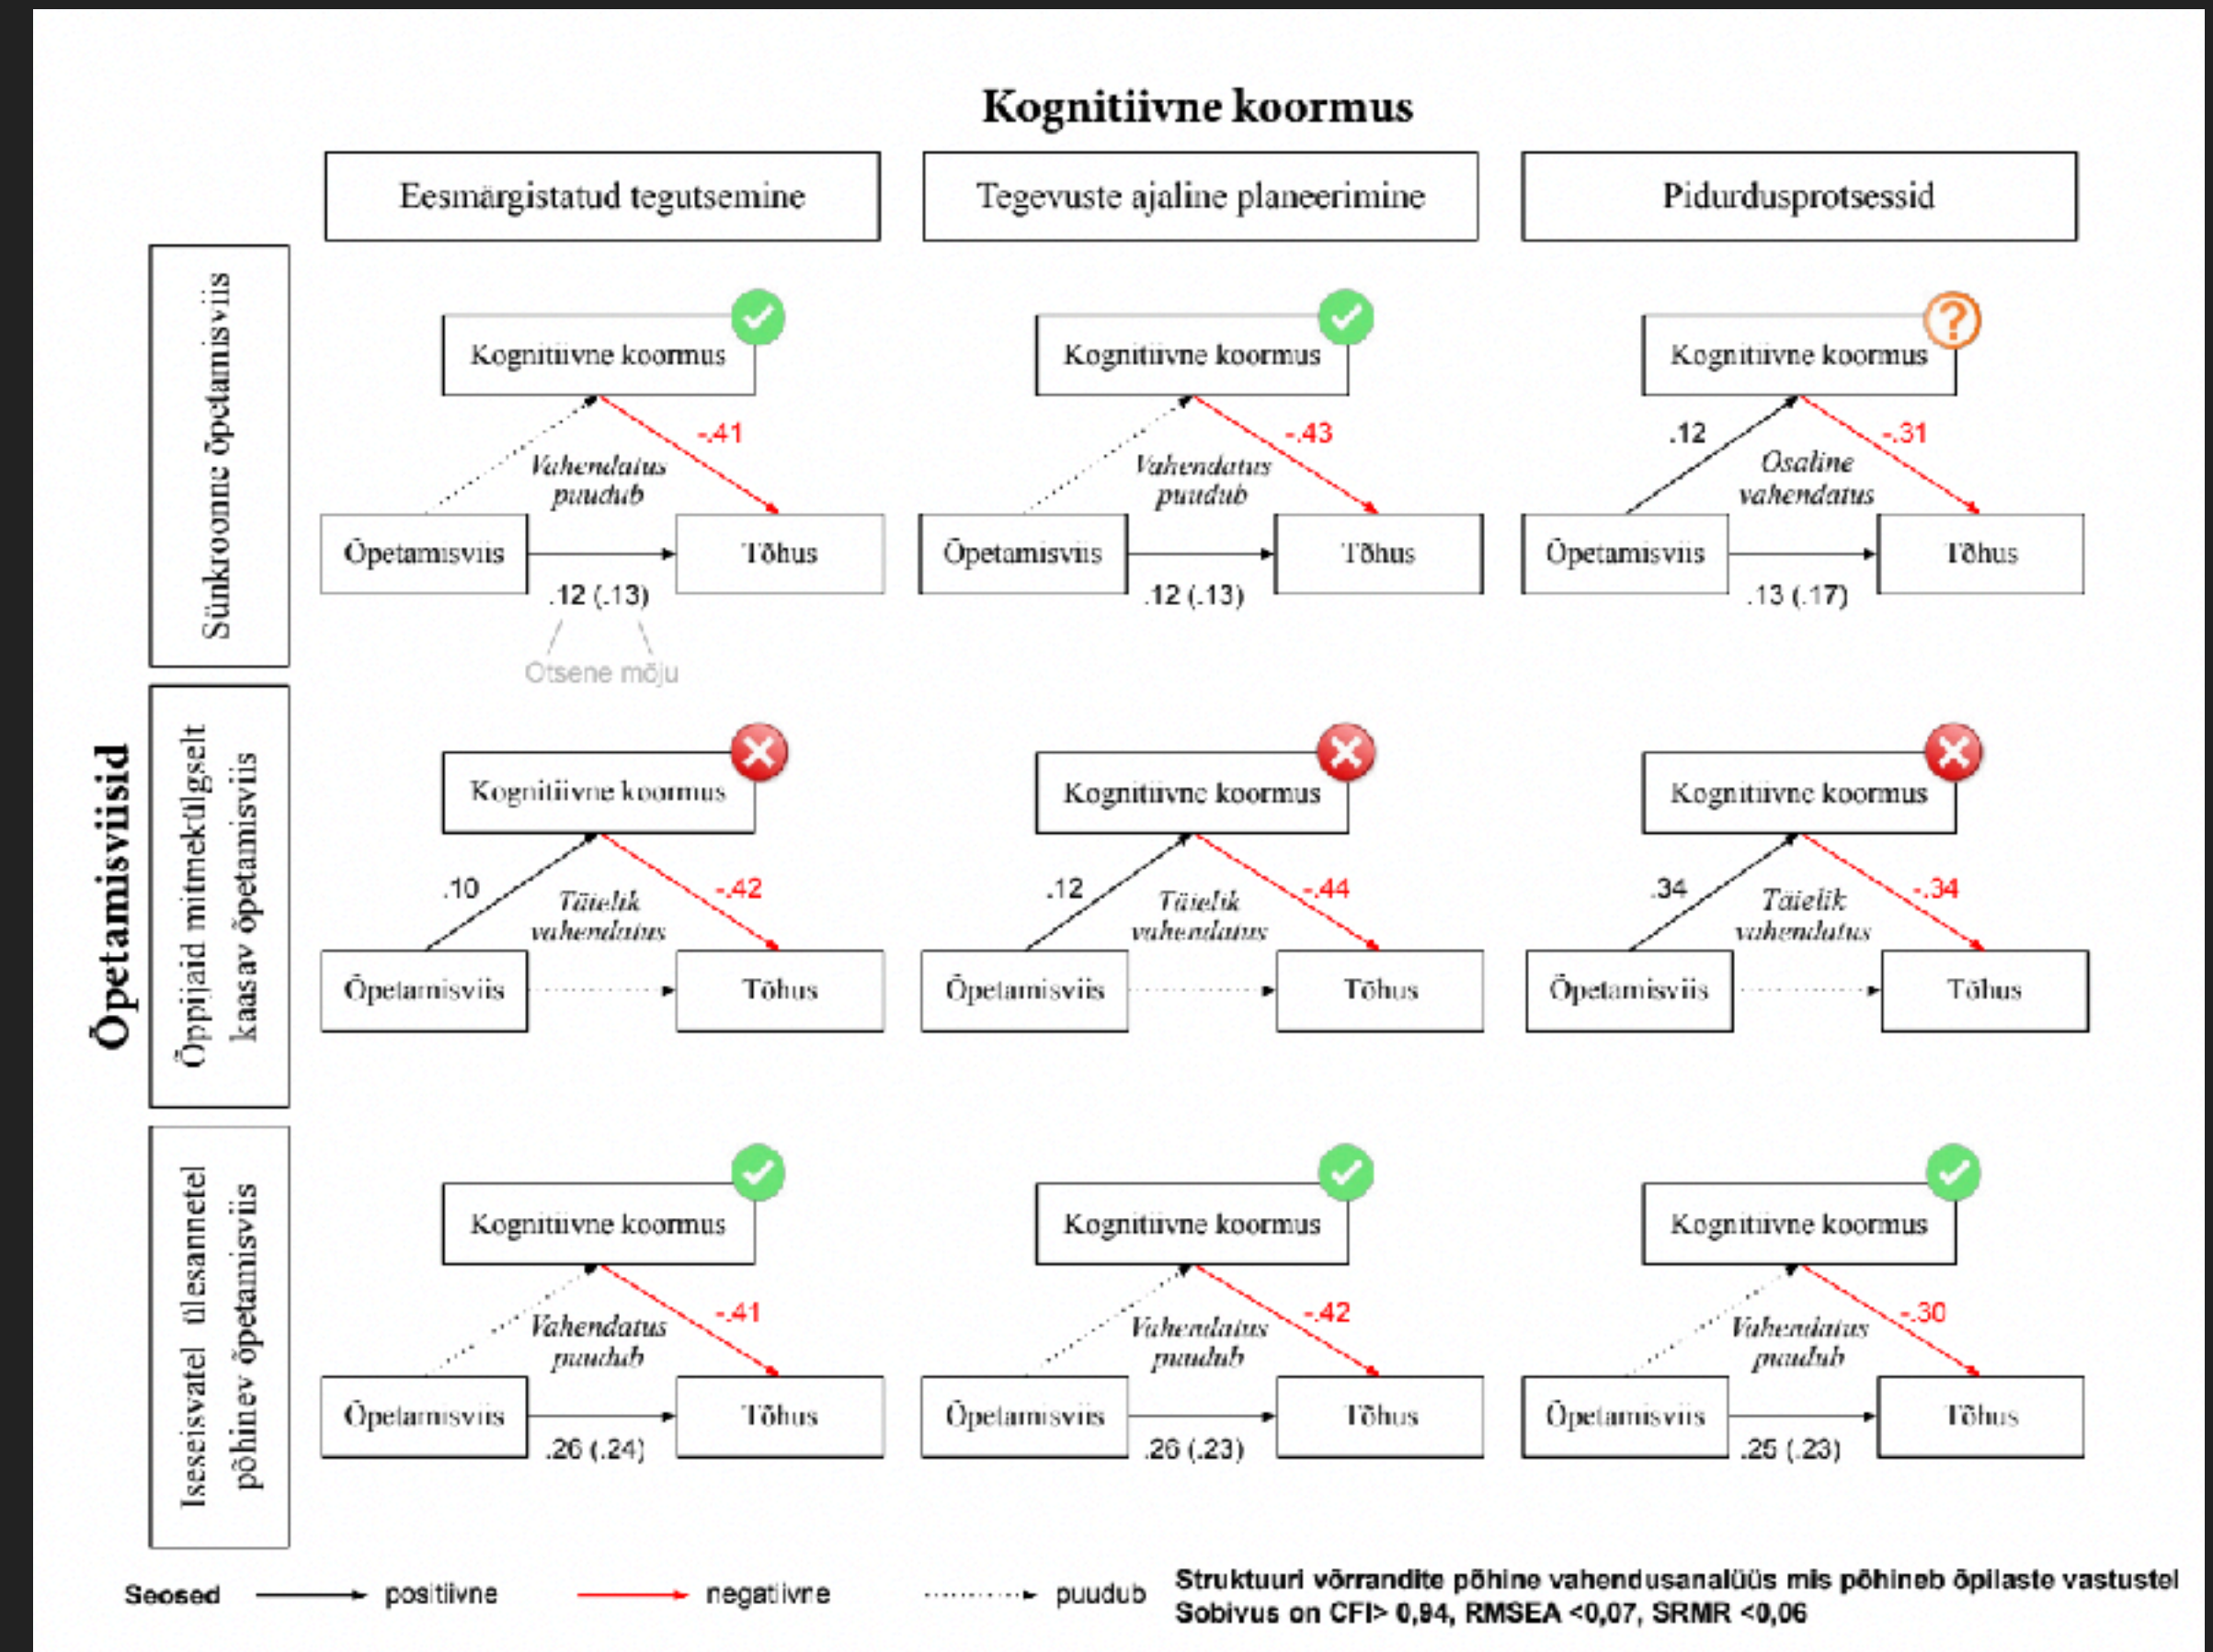 Kognitiivne koormus
Eesmärgistatud tegutsemine
Tegevuste ajaline planeerimine
Pidurdusprotsessid
Õpetamisviisid
Sünkroonne õpetamisviis
Kognitiivne koormus
-.41
Vahendatus
puudub
Õpetamisviis
Tõhus
.12 (.13)
Otsene mõju
Kognitiivne koormus
-.43
Vahendatus
puudub
Õpetamisviis
Tõhus
.12 (.13)
Kognitiivne koormus
?
.12
-.31
Osaline
vahendatus
Õpetamisviis
Tõhus
.13 (.17)
Õppijaid mitmekülgselt
kaasav õpetamisviis
Kognitiivne koormus
.10
-.42
Täielik
vahendatus
Õpetamisviis
Tõhus
Kognitiivne koormus
.12
-.44
Täielik
vahendatus
Õpetamisviis
Tõhus
Kognitiivne koormus
.34
-.34
Täielik
vahendatus
Õpetamisviis
Tõhus
Iseseisvatel ülesannetel
põhinev õpetamisviis
Kognitiivne koormus
-.41
Vahendatus
puudub
Õpetamisviis
Tõhus
.26 (.24)
Kognitiivne koormus
-.42
Vahendatus
puudub
Õpetamisviis
Tõhus
.26 (.23)
Kognitiivne koormus
-.30
Vahendatus
puudub
Õpetamisviis
Tõhus
.25 (.23)
Seosed positiivne negatiivne puudub
Struktuuri võrrandite põhine vahendusanalüüs mis põhineb õpilaste vastustel
Sobivus on CFI> 0,94, RMSEA <0,07, SRMR <0,06